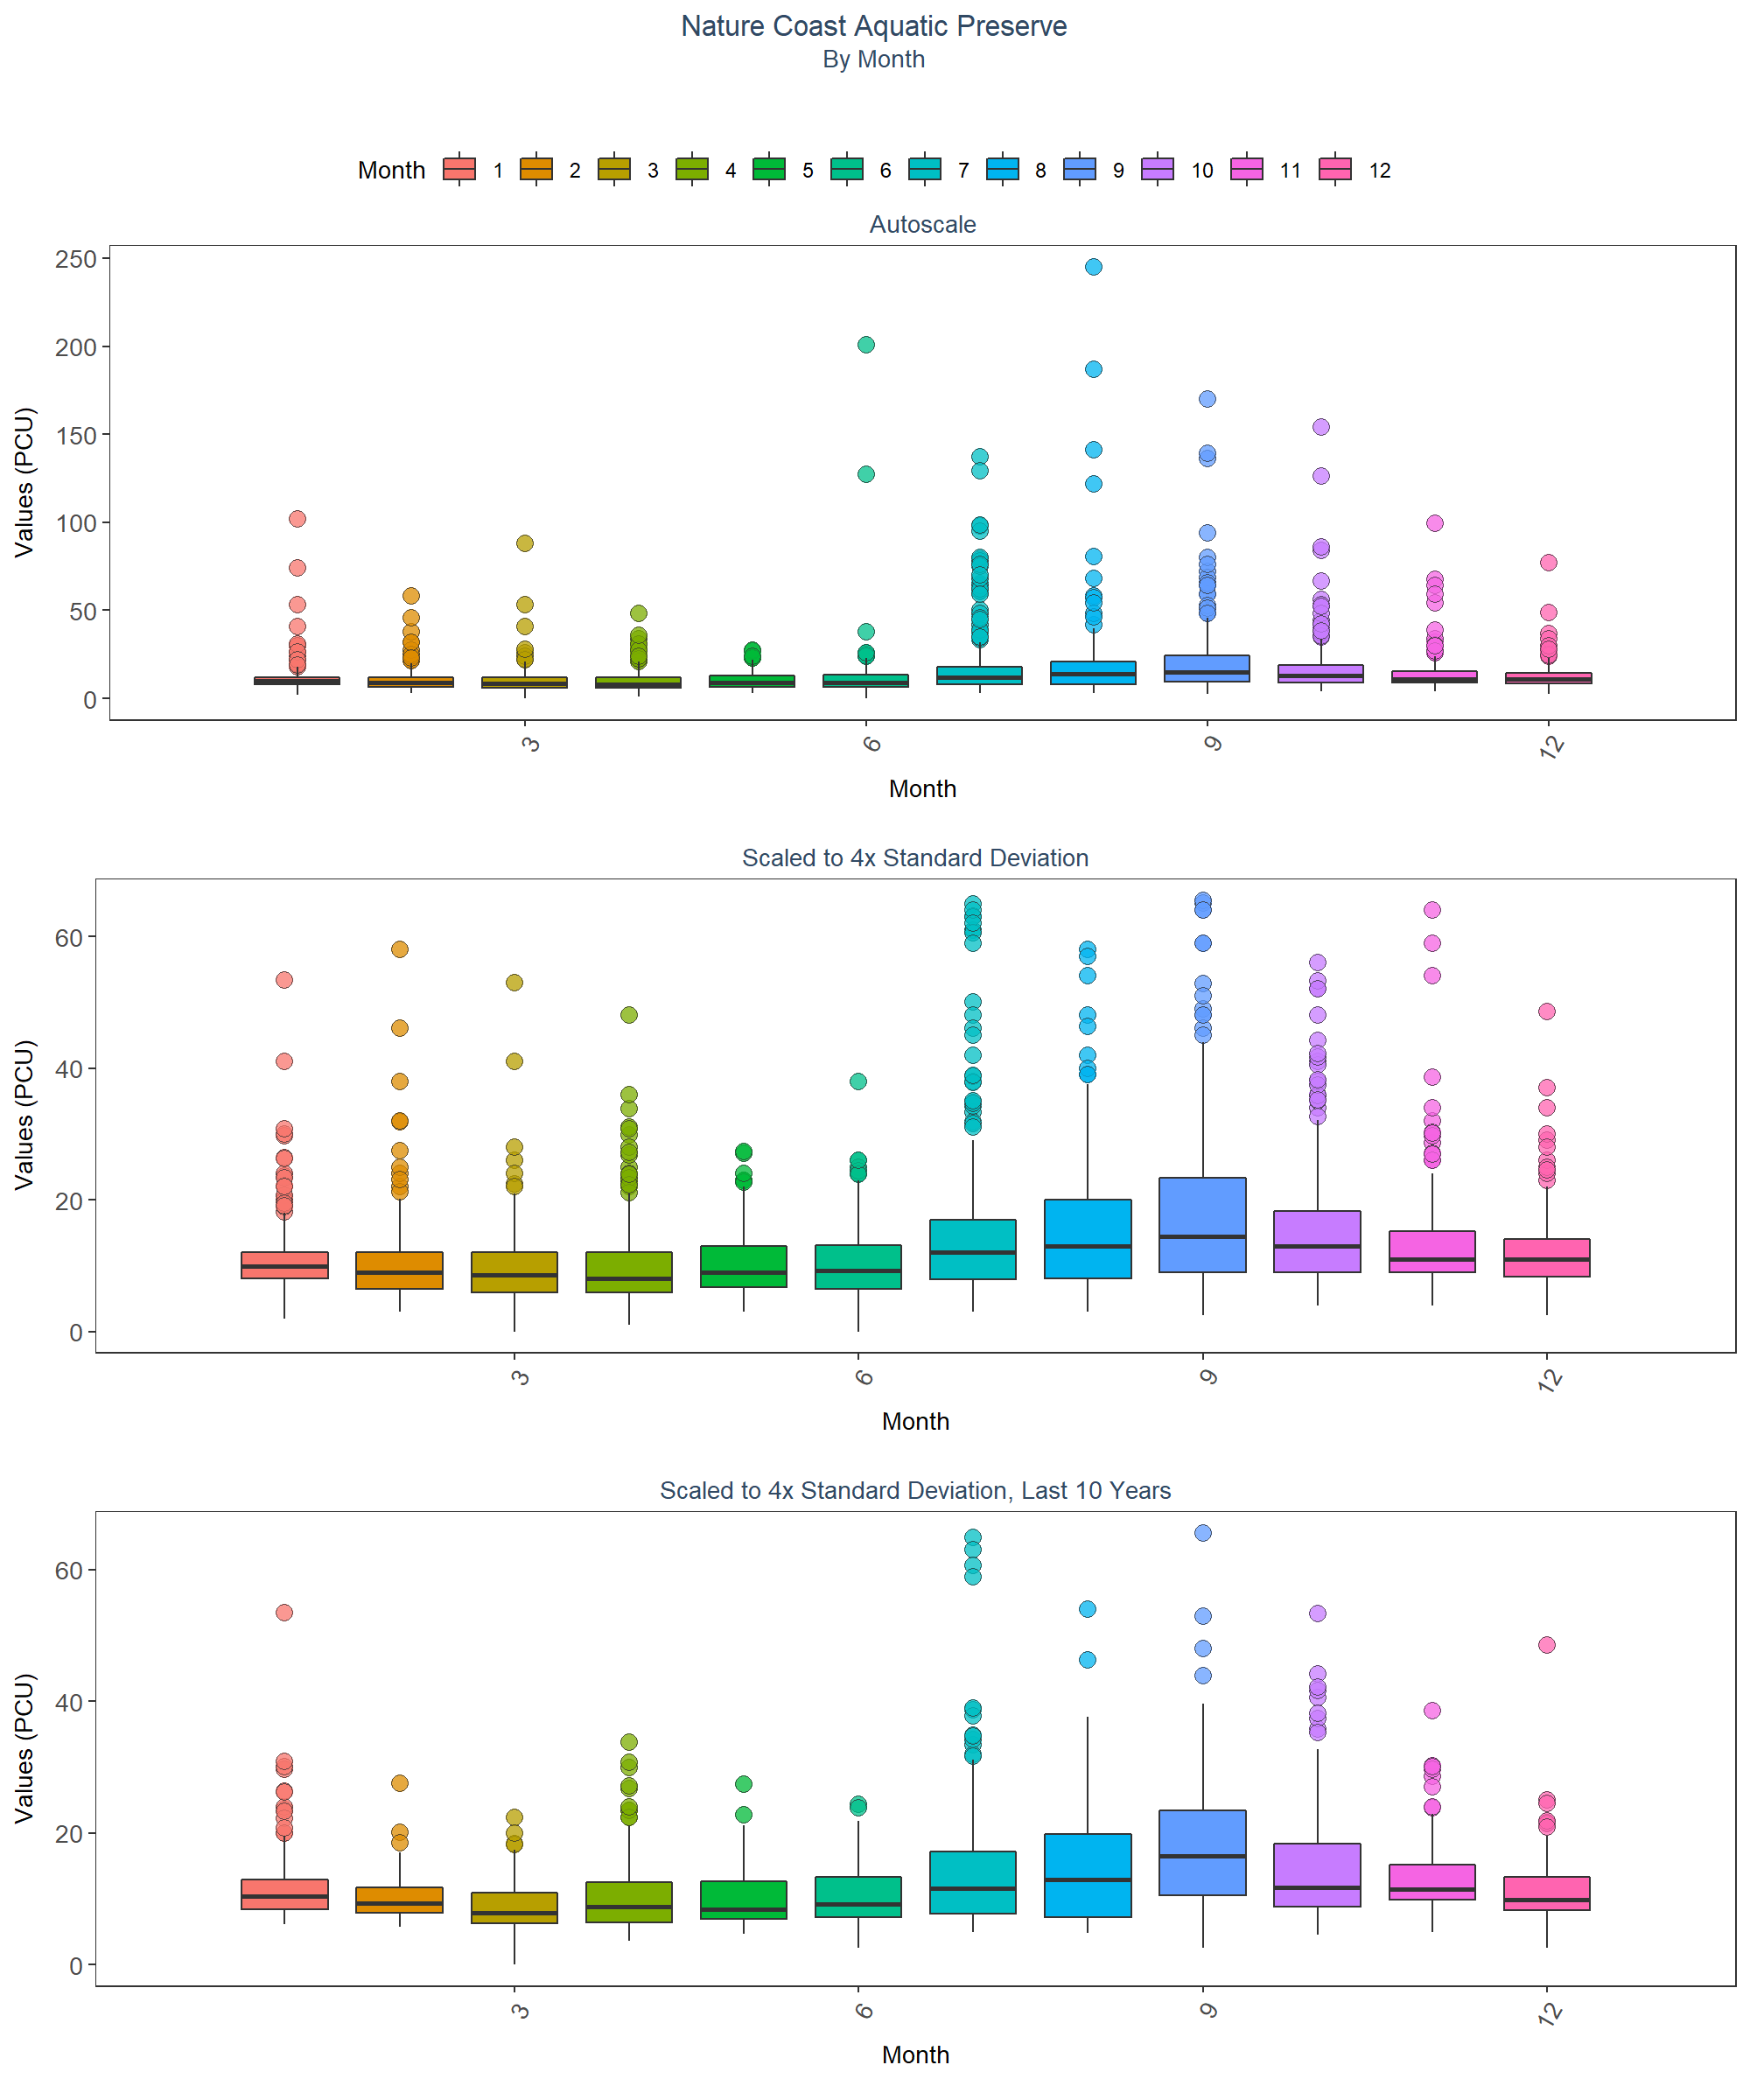 Nature Coast Aquatic Preserve
By Month
Month 1 2 3 4 5 6 7 8 9 10 11 12
Autoscale
250
200
150
100
50
0
Values (PCU)
3 6 9 12
Month
Scaled to 4x Standard Deviation
60
40
20
0
Values (PCU)
3 6 9 12
Month
Scaled to 4x Standard Deviation, Last 10 Years
60
40
20
0
Values (PCU)
3 6 9 12
Month